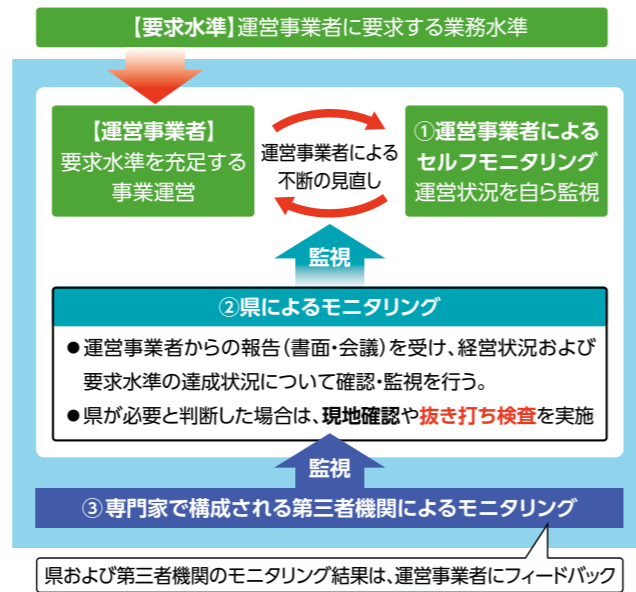 【要求水準】運営事業者に要求する業務水準
【運営事業者】
要求水準を充足する
事業運営
運営事業者による
不断の見直し
①運営事業者による
セルフモニタリング
運営状況を自ら監視
監視
②県によるモニタリング
●運営事業者からの報告(書面・会議)を受け、経営状況および
要求水準の達成状況について確認・監視を行う。
●県が必要と判断した場合は、現地確認や抜き打ち検査を実施
監視
③専門家で構成される第三者機関によるモニタリング
県および第三者機関のモニタリング結果は、運営事業者にフィードバック